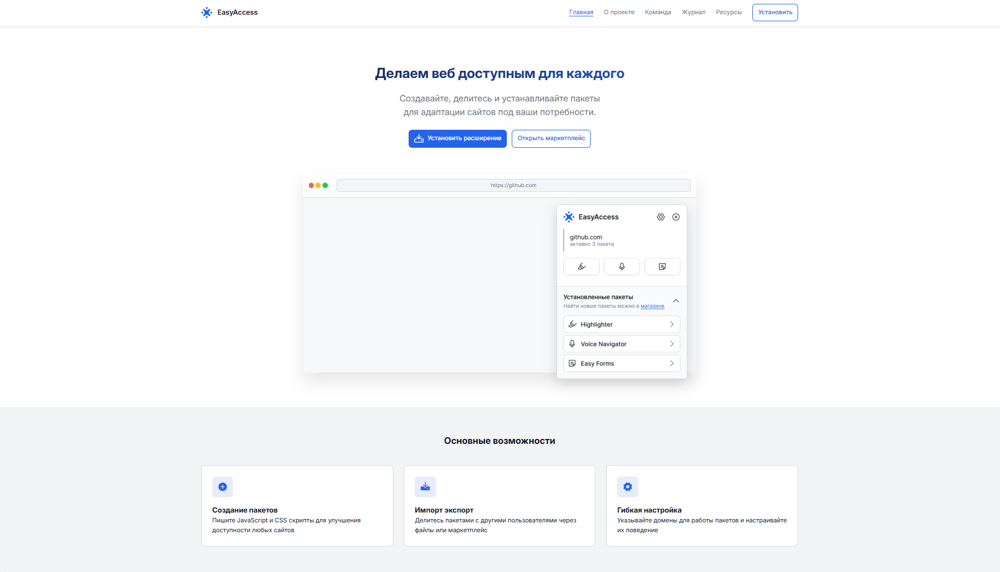 EasyAccess
Главная О проекте Команда Журнал Ресурсы Установить
Делаем веб доступным для каждого
Создавайте, делитесь и устанавливайте пакеты
для адаптации сайтов под ваши потребности.
Установить расширение Открыть маркетплейс
https://github.com
EasyAccess
github.com
активно 3 пакета
Установленные пакеты
Найти новые пакеты можно в магазине
Highlighter
Voice Navigator
Easy Forms
Основные возможности
Создание пакетов
Пишите JavaScript и CSS скрипты для улучшения
доступности любых сайтов
Импорт экспорт
Делитесь пакетами с другими пользователями через
файлы или маркетплейс
Гибкая настройка
Указывайте домены для работы пакетов и настраивайте
их поведение